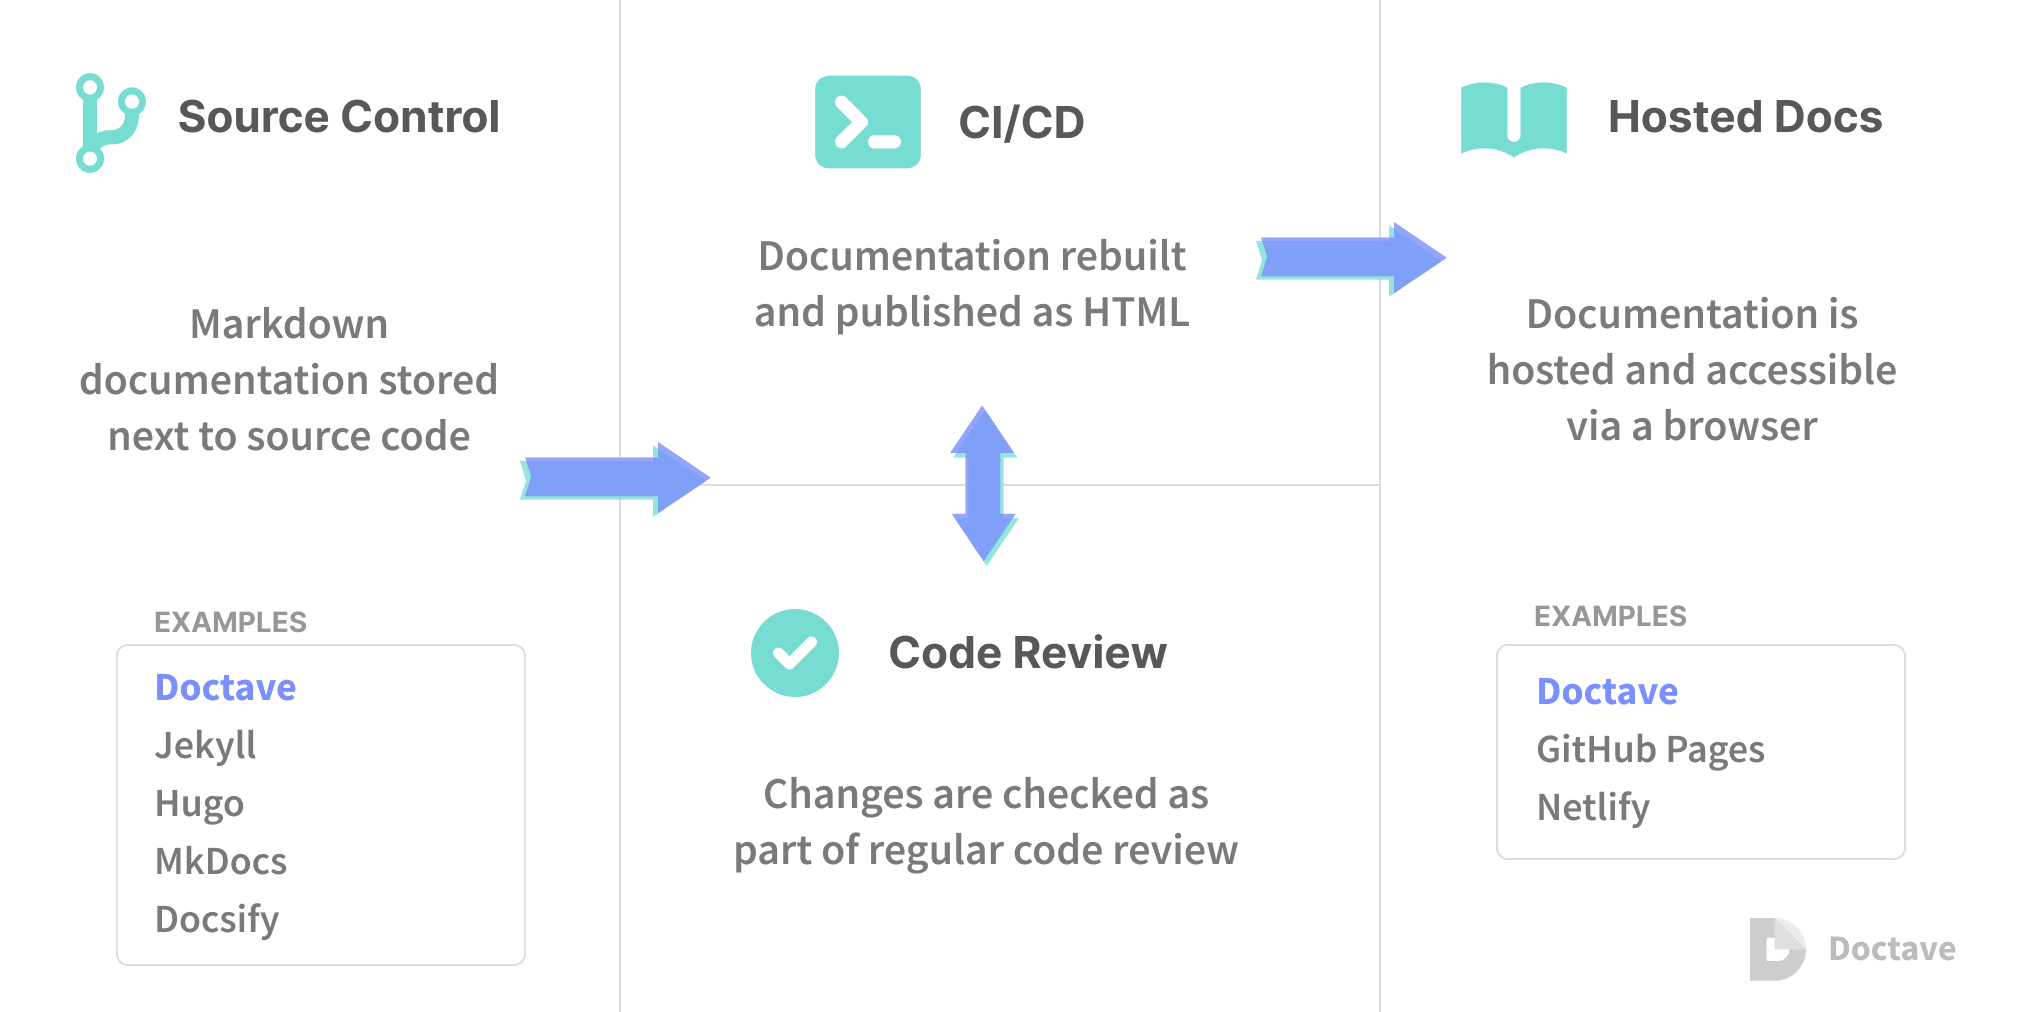 Source Control
Markdown
documentation stored
next to source code
EXAMPLES
Doctave
Jekyll
Hugo
MkDocs
Docsify
CI/CD
Documentation rebuilt
and published as HTML
Code Review
Changes are checked as
part of regular code review
Hosted Docs
Documentation is
hosted and accessible
via a browser
EXAMPLES
Doctave
GitHub Pages
Netlify
Doctave